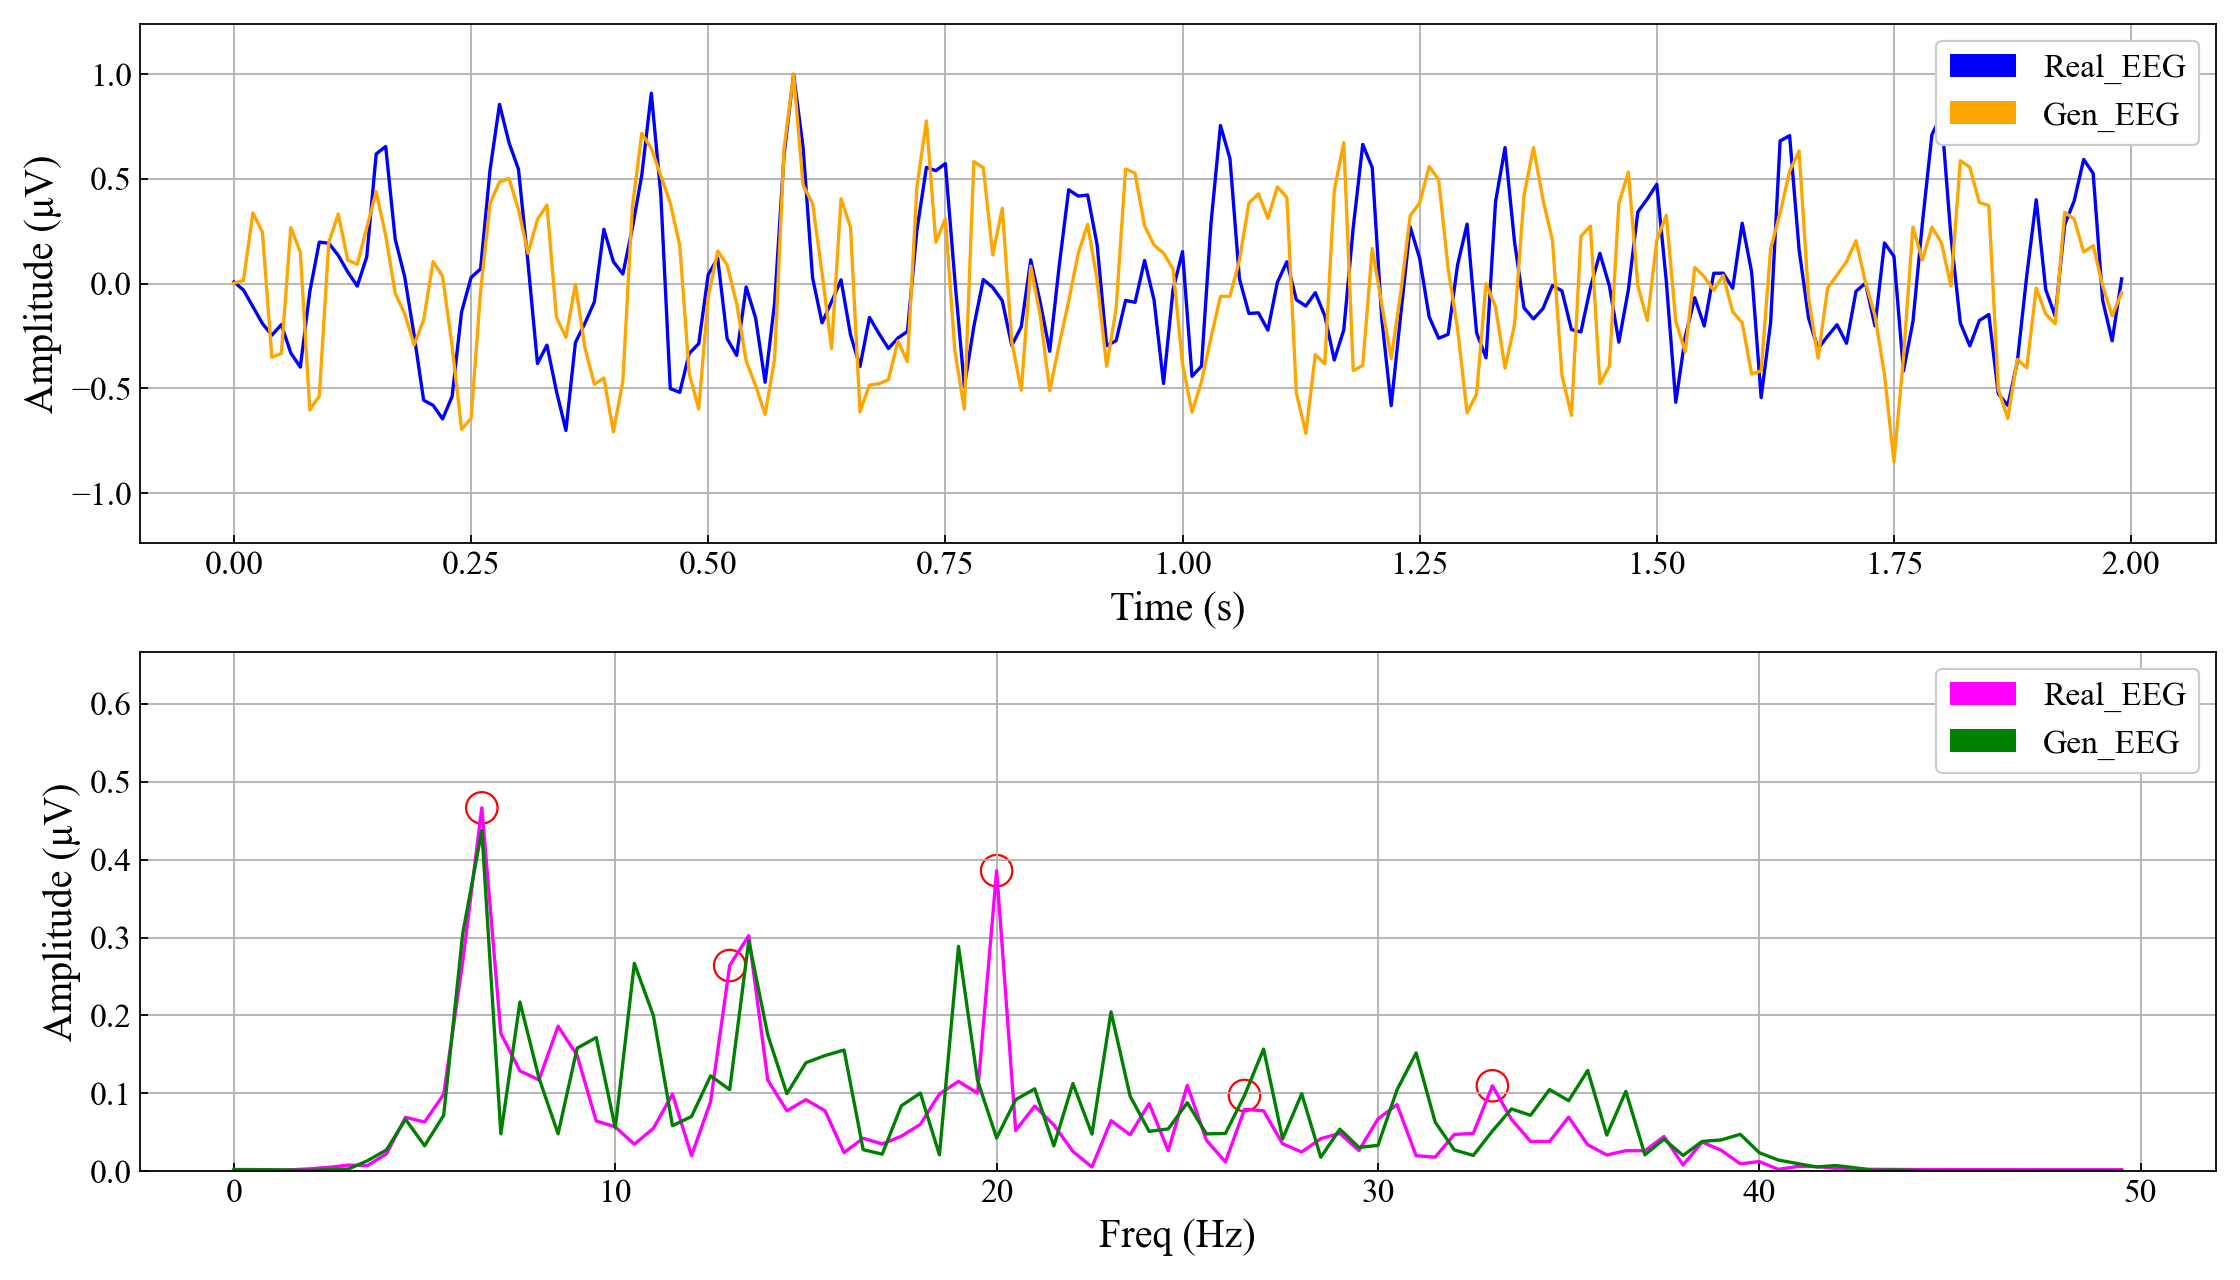 Amplitude (μV)
1.0
0.5
0.0
−0.5
−1.0
Real_EEG
Gen_EEG
0.00 0.25 0.50 0.75 1.00 1.25 1.50 1.75 2.00
Time (s)
Amplitude (μV)
0.6
0.5
0.4
0.3
0.2
0.1
0.0
Real_EEG
Gen_EEG
0 10 20 30 40 50
Freq (Hz)